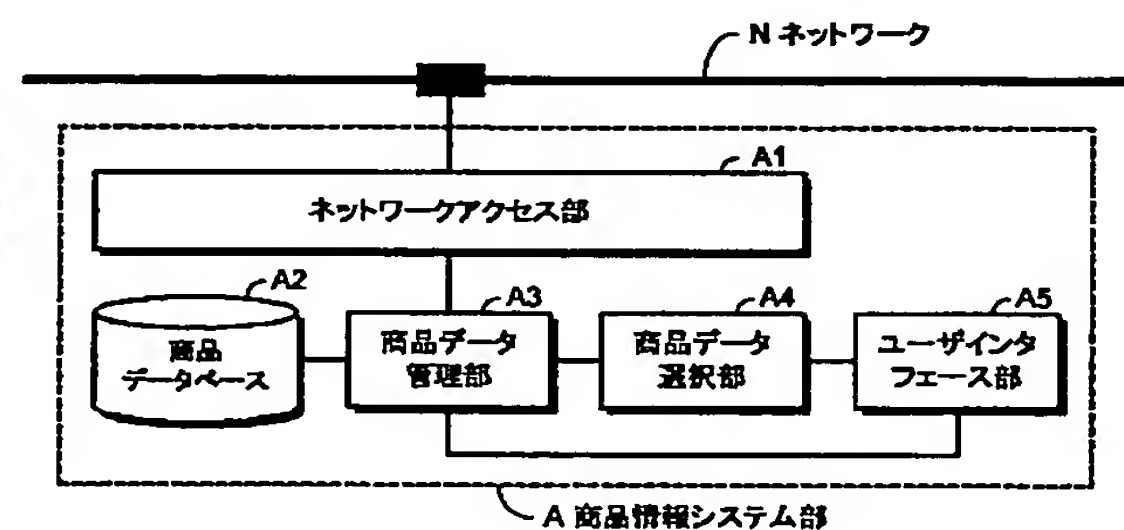 N ネットワーク
A1
ネットワークアクセス部
A2
A3
A4
A5
商品
データベース
商品データ
管理部
商品データ
選択部
ユーザインタ
フェース部
A 商品情報システム部